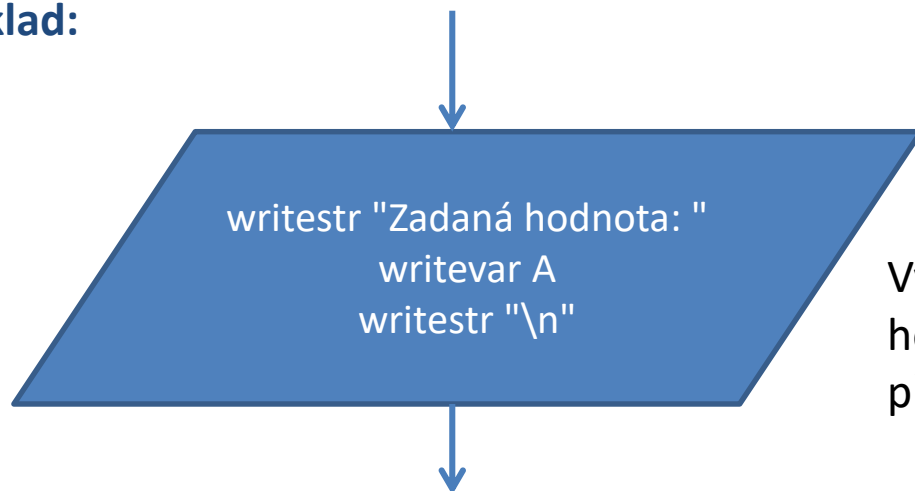 klad:
writestr "Zadaná hodnota: "
writevar A
writestr "\n"